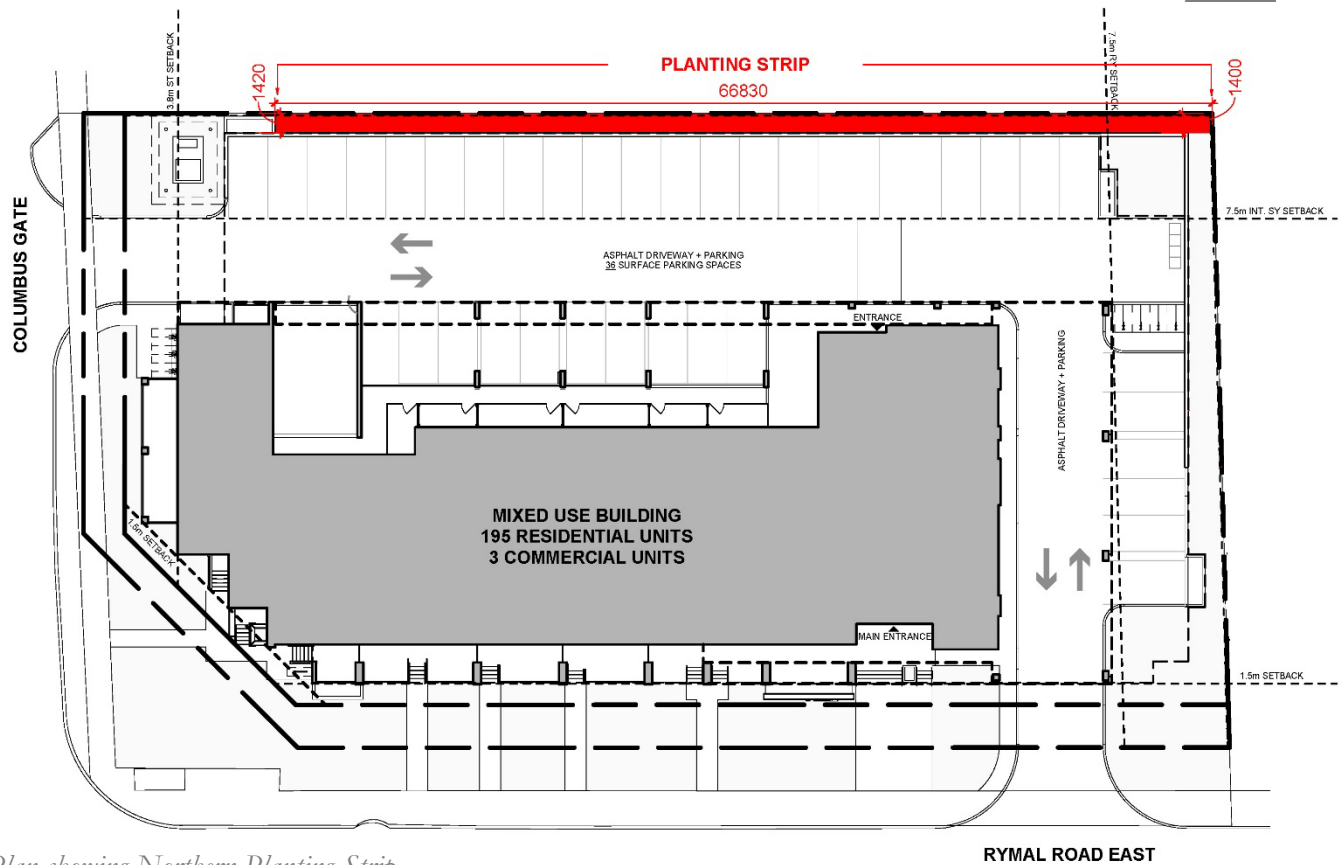 PLANTING STRIP
66830
1420
1400
3.8m ST SETBACK
7.5m RY SETBACK
COLUMBUS GATE
7.5m INT. SY SETBACK
ASPHALT DRIVEWAY + PARKING
36 SURFACE PARKING SPACES
ENTRANCE
ASPHALT DRIVEWAY + PARKING
MIXED USE BUILDING
195 RESIDENTIAL UNITS
3 COMMERCIAL UNITS
1.5m SETBACK
MAIN ENTRANCE
1.5m SETBACK
RYMAL ROAD EAST
Plan showing Northern Planting Strip